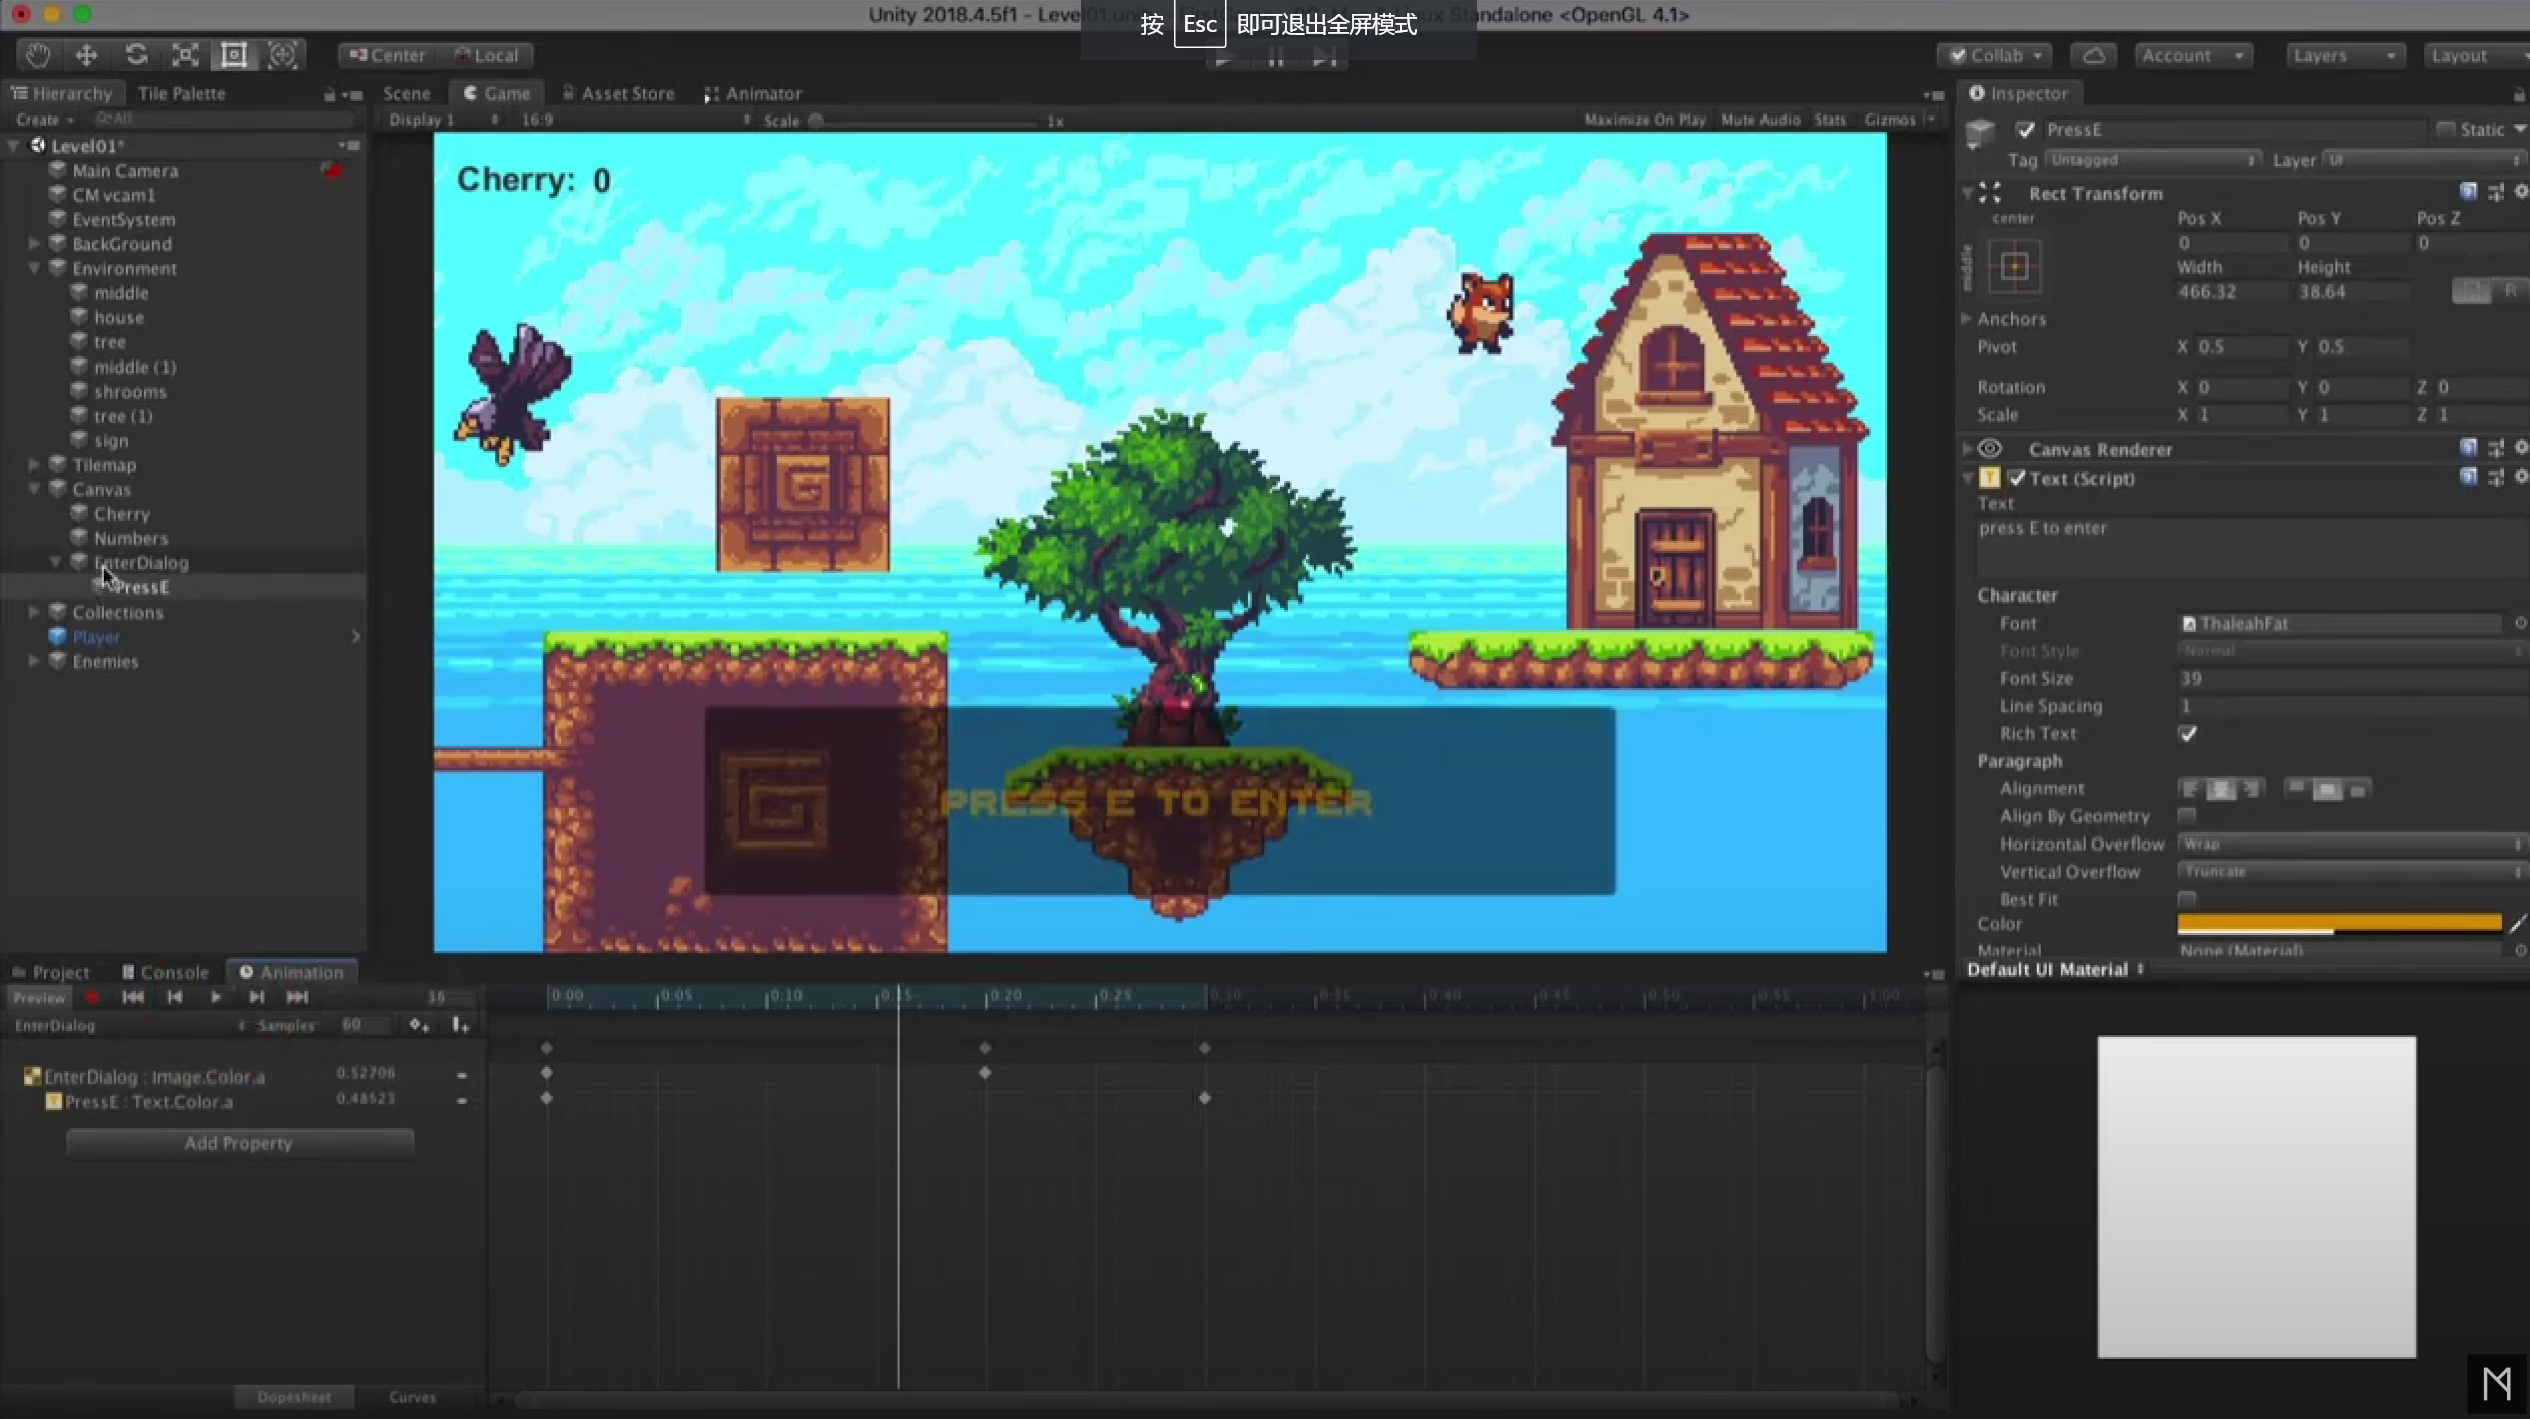 Unity 2018.4.5f1 - Level01.uni
Standalone <OpenGL 4.1>
按 Esc 即可退出全屏模式
Center
Local
Collab
Account
Layers
Layout
Hierarchy
Tile Palette
Scene
Game
Asset Store
Animator
Inspector
Create
All
Display 1
16:9
Scale
1x
Maximize On Play
Mute Audio
Stats
Gizmos
Level01*
Main Camera
CM vcam1
EventSystem
BackGround
Environment
middle
house
tree
middle (1)
shrooms
tree (1)
sign
Tilemap
Canvas
Cherry
Numbers
EnterDialog
PressE
Collections
Player
Enemies
Cherry: 0
PRESS E TO ENTER
PressE
Static
Tag Untagged
Layer UI
Rect Transform
center
middle
Pos X
Pos Y
Pos Z
0
0
0
Width
Height
466.32
38.64
R
Anchors
Pivot X 0.5 Y 0.5
Rotation X 0 Y 0 Z 0
Scale X 1 Y 1 Z 1
Canvas Renderer
Text (Script)
Text
press E to enter
Character
Font ThaleahFat
Font Style Normal
Font Size 39
Line Spacing 1
Rich Text
Paragraph
Alignment
Align By Geometry
Horizontal Overflow Wrap
Vertical Overflow Truncate
Best Fit
Color
Material None (Material)
Default UI Material
Project
Console
Animation
Preview
EnterDialog
Samples 60
0:00 0:05 0:10 0:15 0:20 0:25 0:30 0:35 0:40 0:45 0:50 0:55 1:00
EnterDialog : Image.Color.a 0.52706
PressE : Text.Color.a 0.48523
Add Property
Dopesheet
Curves